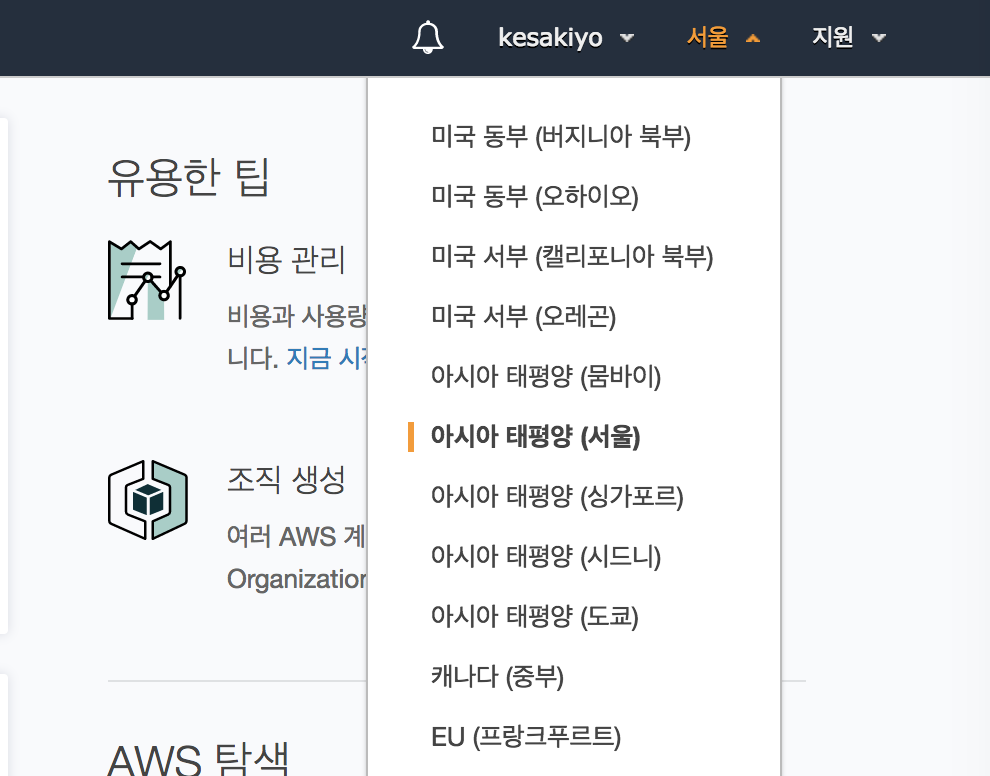 kesakiyo
서울
지원
유용한 팁
비용 관리
비용과 사용량
니다. 지금
조직 생성
여러 AWS 계
Organization
AWS 탐색
미국 동부 (버지니아 북부)
미국 동부 (오하이오)
미국 서부 (캘리포니아 북부)
미국 서부 (오레곤)
아시아 태평양 (뭄바이)
아시아 태평양 (서울)
아시아 태평양 (싱가포르)
아시아 태평양 (시드니)
아시아 태평양 (도쿄)
캐나다 (중부)
EU (프랑크푸르트)